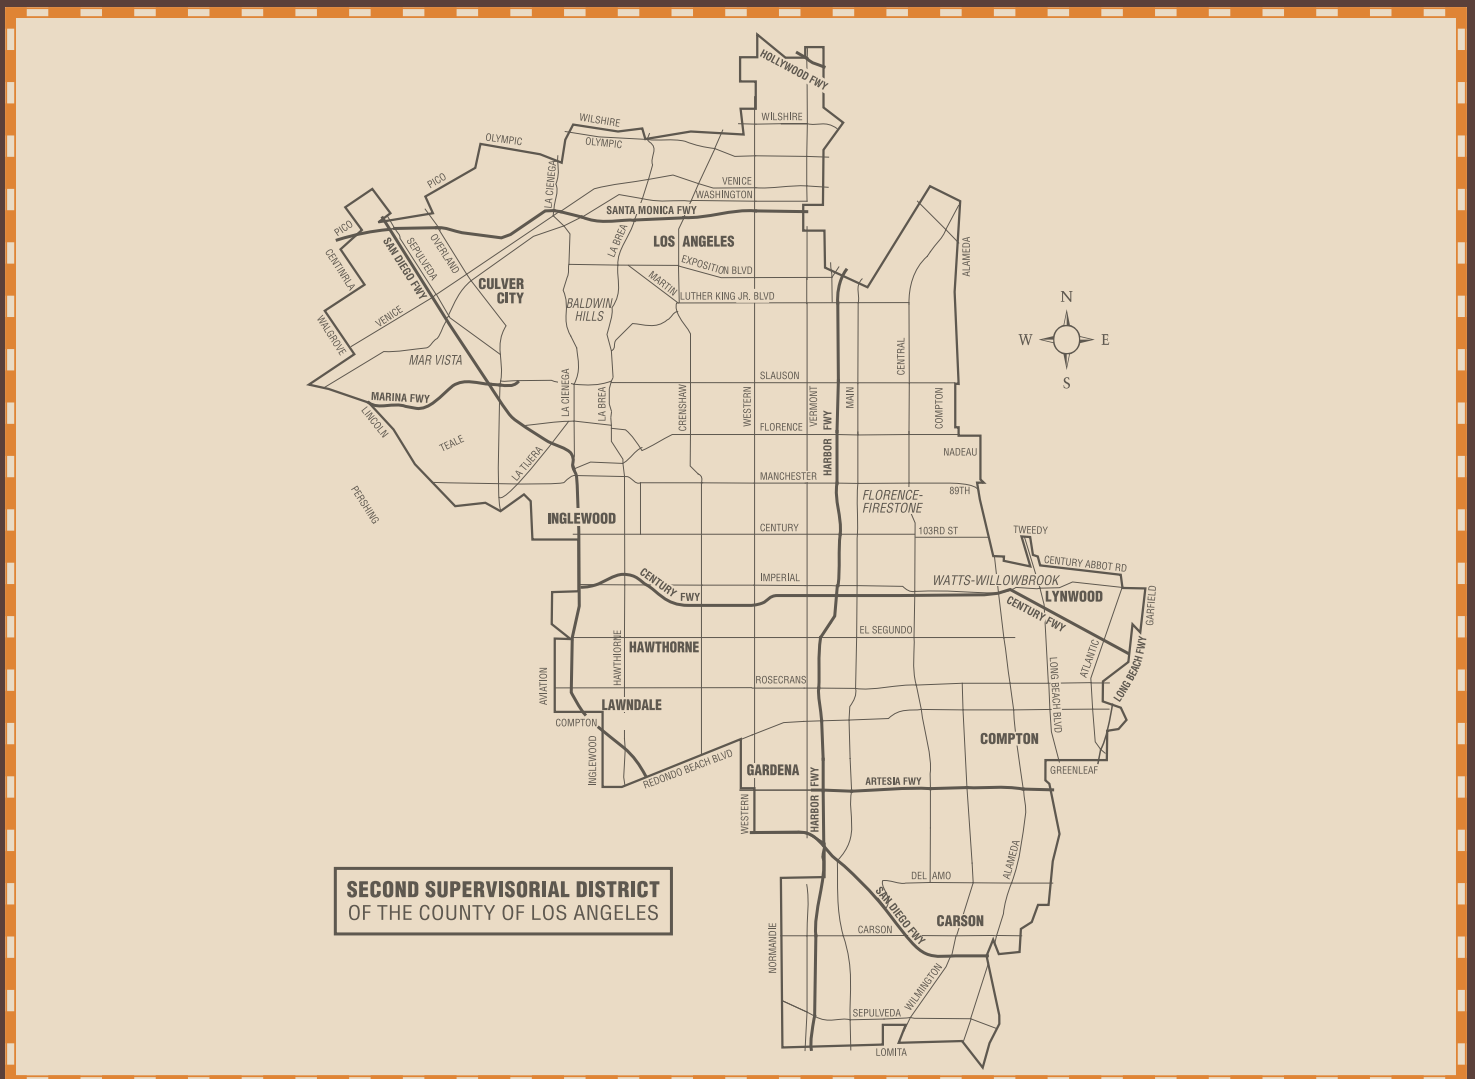 HOLLYWOOD FWY
WILSHIRE
WILSHIRE
OLYMPIC
OLYMPIC
LA CIENEGA
PICO
VENICE
WASHINGTON
SANTA MONICA FWY
PICO
SAN DIEGO FWY
SEPULVEDA
OVERLAND
LA BREA
LOS ANGELES
ALAMEDA
CENTINRLA
EXPOSITION BLVD
MARTIN
LUTHER KING JR. BLVD
CULVER
CITY
BALDWIN
HILLS
N
W
E
S
VENICE
WALGROVE
MAR VISTA
CENTRAL
SLAUSON
MARINA FWY
LA CIENEGA
LA BREA
CRENSHAW
WESTERN
VERMONT
HARBOR FWY
MAIN
COMPTON
LINCOLN
FLORENCE
TEALE
NADEAU
LA TIJERA
MANCHESTER
89TH
PERSHING
FLORENCE-
FIRESTONE
INGLEWOOD
CENTURY
103RD ST
TWEEDY
CENTURY ABBOT RD
CENTURY FWY
IMPERIAL
WATTS-WILLOWBROOK
LYNWOOD
GARFIELD
CENTURY FWY
EL SEGUNDO
HAWTHIORNE
HAWTHORNE
LONG BEACH BLVD
ATLANTIC
LONG BEACH FWY
AVIATION
ROSECRANS
LAWNDALE
COMPTON
COMPTON
INGLEWOOD
REDONDO BEACH BLVD
GARDENA
GREENLEAF
ARTESIA FWY
WESTERN
HARBOR FWY
ALAMEDA
DEL AMO
SECOND SUPERVISORIAL DISTRICT
OF THE COUNTY OF LOS ANGELES
SAN DIEGO FWY
CARSON
CARSON
NORMANDIE
WILMINGTON
SEPULVEDA
LOMITA